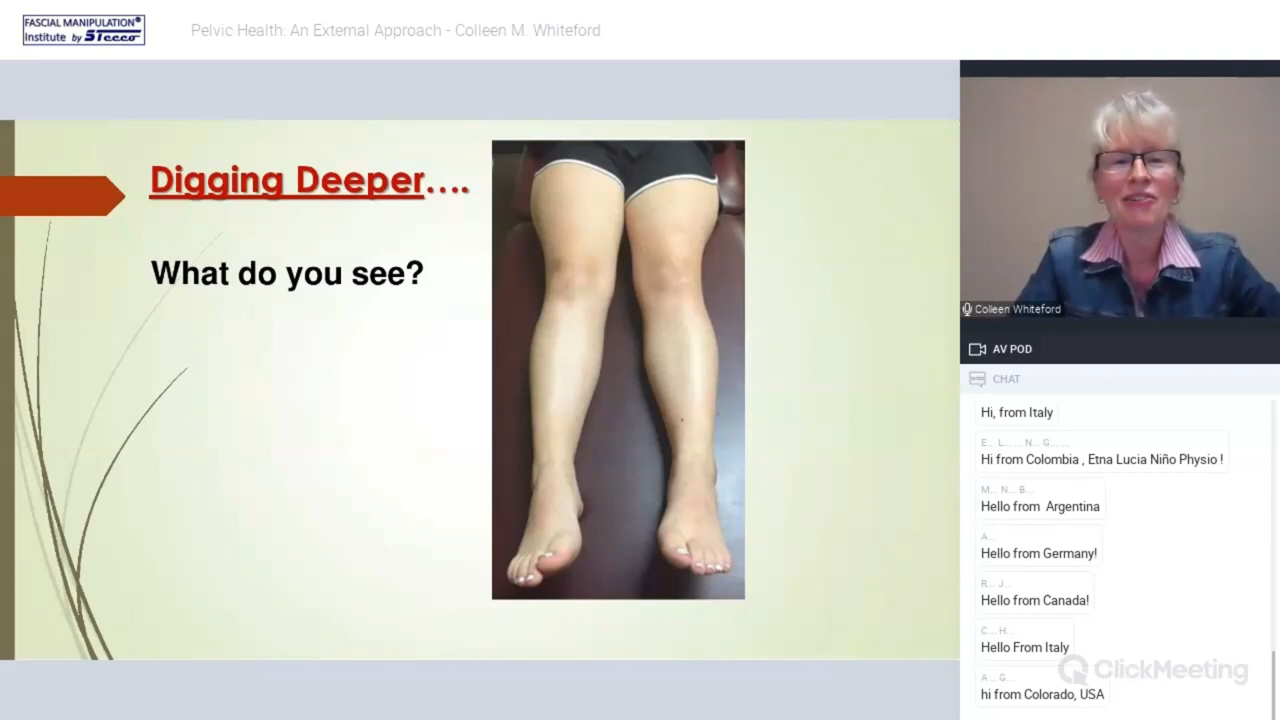 FASCIAL MANIPULATION®
Institute by STECCO
Pelvic Health: An External Approach - Colleen M. Whiteford
Digging Deeper....
What do you see?
Colleen Whiteford
AV POD
CHAT
Hi, from Italy
E... L... ... N... G... ...
Hi from Colombia , Etna Lucia Niño Physio !
M... N... B...
Hello from Argentina
A...
Hello from Germany!
R... J...
Hello from Canada!
C... H...
Hello From Italy
A... G...
hi from Colorado, USA
ClickMeeting